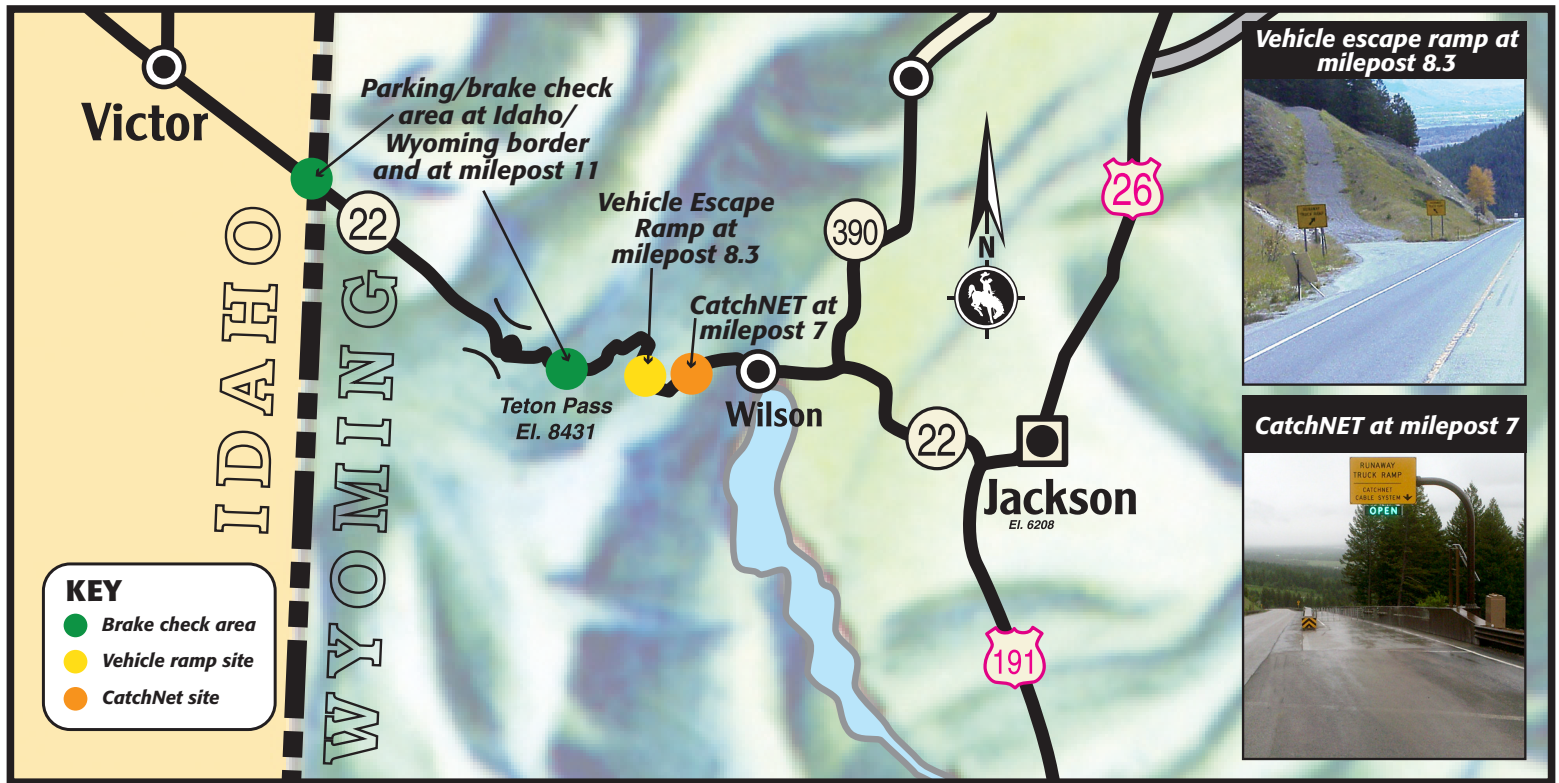 Victor
Parking/brake check
area at Idaho/
Wyoming border
and at milepost 11
22
IDAHO
WYOMING
Vehicle Escape
Ramp at
milepost 8.3
CatchNET at
milepost 7
Teton Pass
El. 8431
Wilson
390
N
26
22
Jackson
El. 6208
191
KEY
Brake check area
Vehicle ramp site
CatchNet site
Vehicle escape ramp at
milepost 8.3
RUNAWAY
TRUCK RAMP
CatchNET at milepost 7
RUNAWAY
TRUCK RAMP
CATCHNET
CABLE SYSTEM
OPEN